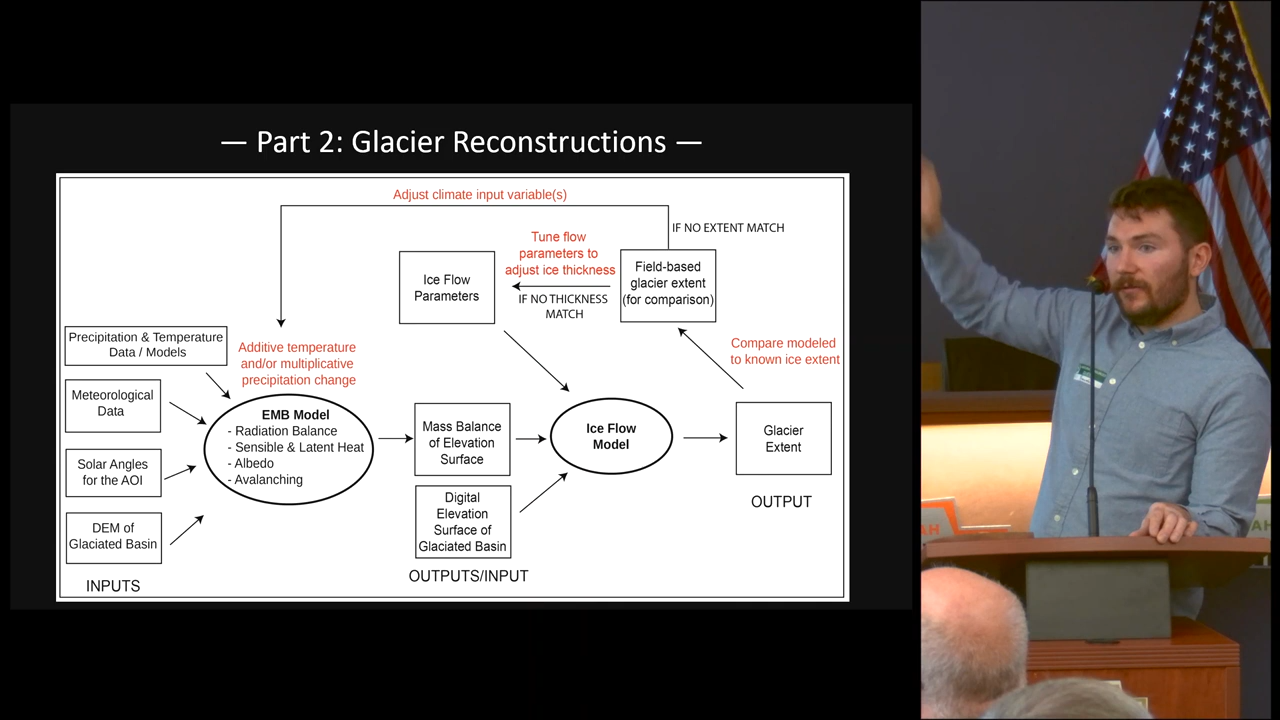 — Part 2: Glacier Reconstructions —
Adjust climate input variable(s)
IF NO EXTENT MATCH
Tune flow
parameters to
adjust ice thickness
IF NO THICKNESS
MATCH
Ice Flow
Parameters
Field-based
glacier extent
(for comparison)
Compare modeled
to known ice extent
Precipitation & Temperature
Data / Models
Additive temperature
and/or multiplicative
precipitation change
Meteorological
Data
Solar Angles
for the AOI
DEM of
Glaciated Basin
INPUTS
EMB Model
- Radiation Balance
- Sensible & Latent Heat
- Albedo
- Avalanching
Mass Balance
of Elevation
Surface
Digital
Elevation
Surface of
Glaciated Basin
OUTPUTS/INPUT
Ice Flow
Model
Glacier
Extent
OUTPUT
AH
AH